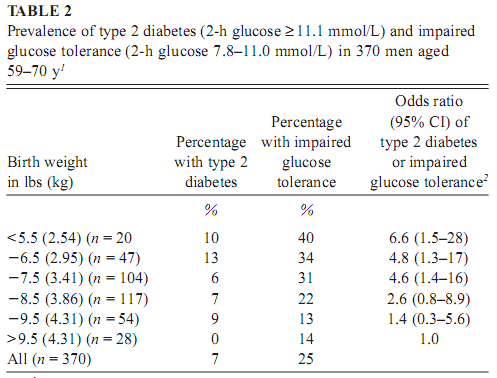 TABLE 2
Prevalence of type 2 diabetes (2-h glucose ≥ 11.1 mmol/L) and impaired
glucose tolerance (2-h glucose 7.8–11.0 mmol/L) in 370 men aged
59–70 y1
Birth weight in lbs (kg) Percentage with type 2 diabetes Percentage with impaired glucose tolerance Odds ratio (95% CI) of type 2 diabetes or impaired glucose tolerance2
% %
<5.5 (2.54) (n = 20 10 40 6.6 (1.5–28)
−6.5 (2.95) (n = 47) 13 34 4.8 (1.3–17)
−7.5 (3.41) (n = 104) 6 31 4.6 (1.4–16)
−8.5 (3.86) (n = 117) 7 22 2.6 (0.8–8.9)
−9.5 (4.31) (n = 54) 9 13 1.4 (0.3–5.6)
>9.5 (4.31) (n = 28) 0 14 1.0
All (n = 370) 7 25